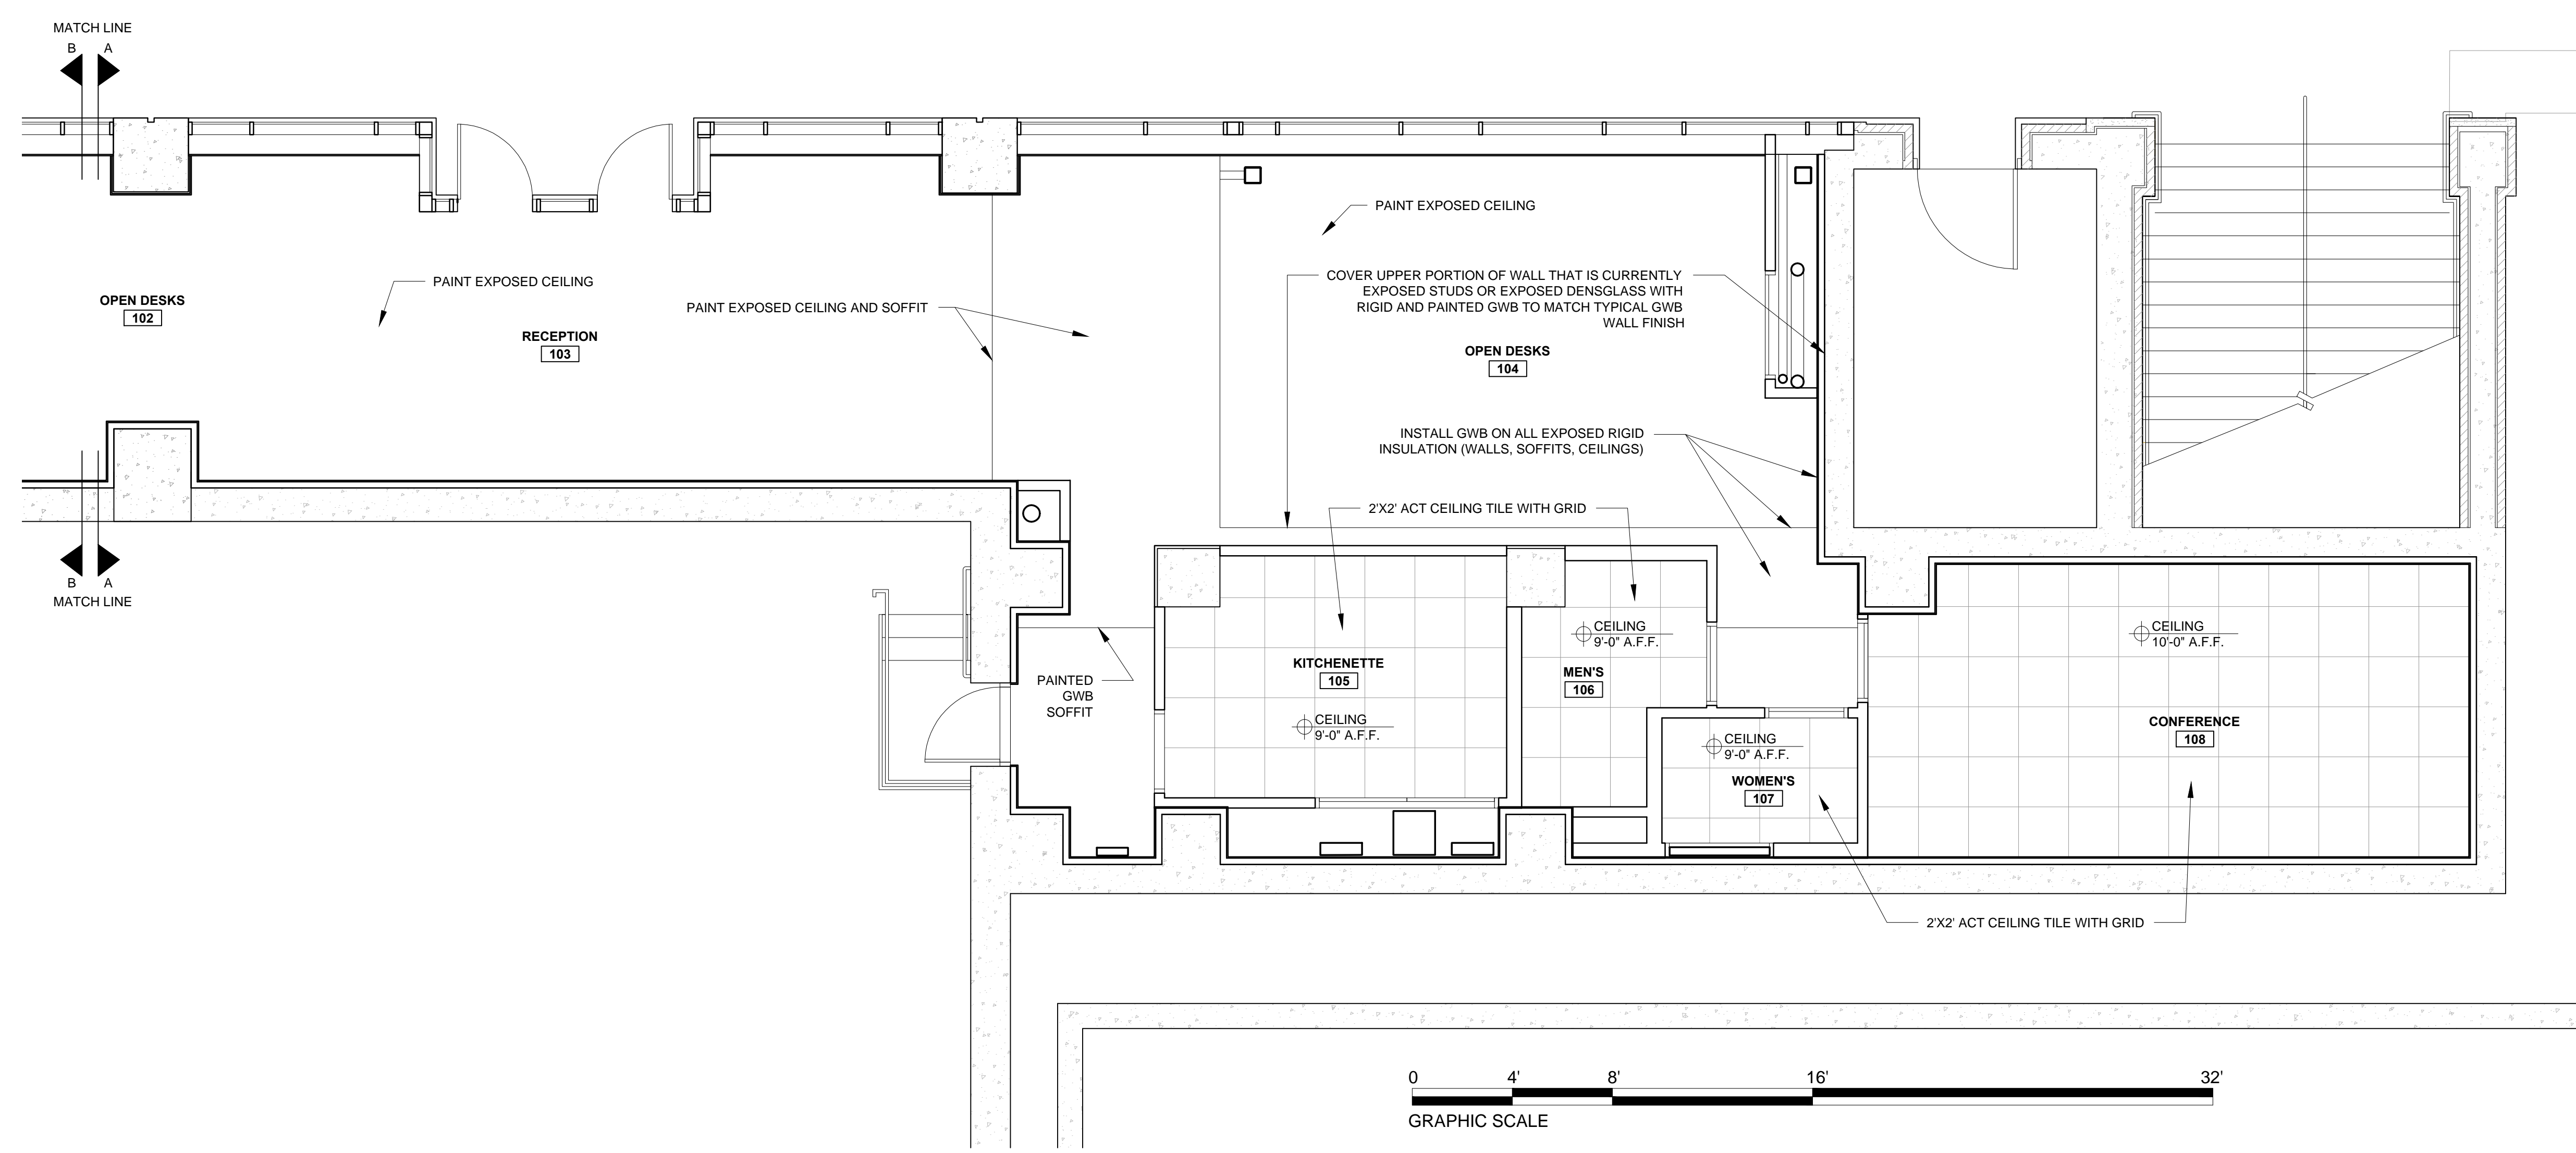 MATCH LINE
B A
PAINT EXPOSED CEILING
COVER UPPER PORTION OF WALL THAT IS CURRENTLY
EXPOSED STUDS OR EXPOSED DENSGLASS WITH
RIGID AND PAINTED GWB TO MATCH TYPICAL GWB
WALL FINISH
PAINT EXPOSED CEILING
OPEN DESKS
102
PAINT EXPOSED CEILING AND SOFFIT
RECEPTION
103
OPEN DESKS
104
INSTALL GWB ON ALL EXPOSED RIGID
INSULATION (WALLS, SOFFITS, CEILINGS)
2'X2' ACT CEILING TILE WITH GRID
B A
MATCH LINE
CEILING
9'-0" A.F.F.
CEILING
10'-0" A.F.F.
KITCHENETTE
105
MEN'S
106
PAINTED
GWB
SOFFIT
CEILING
9'-0" A.F.F.
CONFERENCE
108
CEILING
9'-0" A.F.F.
WOMEN'S
107
2'X2' ACT CEILING TILE WITH GRID
0 4' 8' 16' 32'
GRAPHIC SCALE